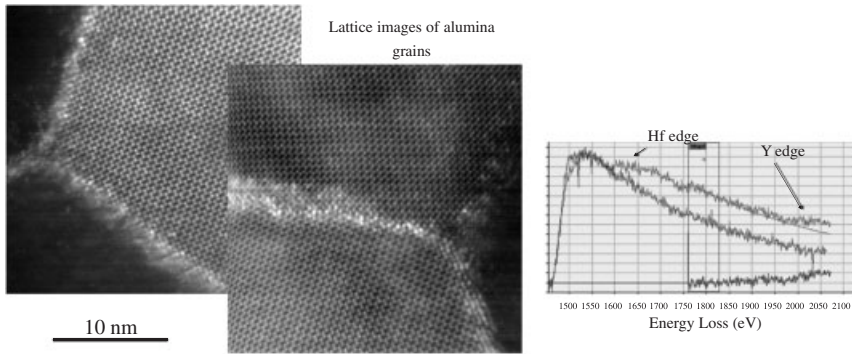 Lattice images of alumina
grains
10 nm
Hf edge
Y edge
1500 1550 1600 1650 1700 1750 1800 1850 1900 1950 2000 2050 2100
Energy Loss (eV)